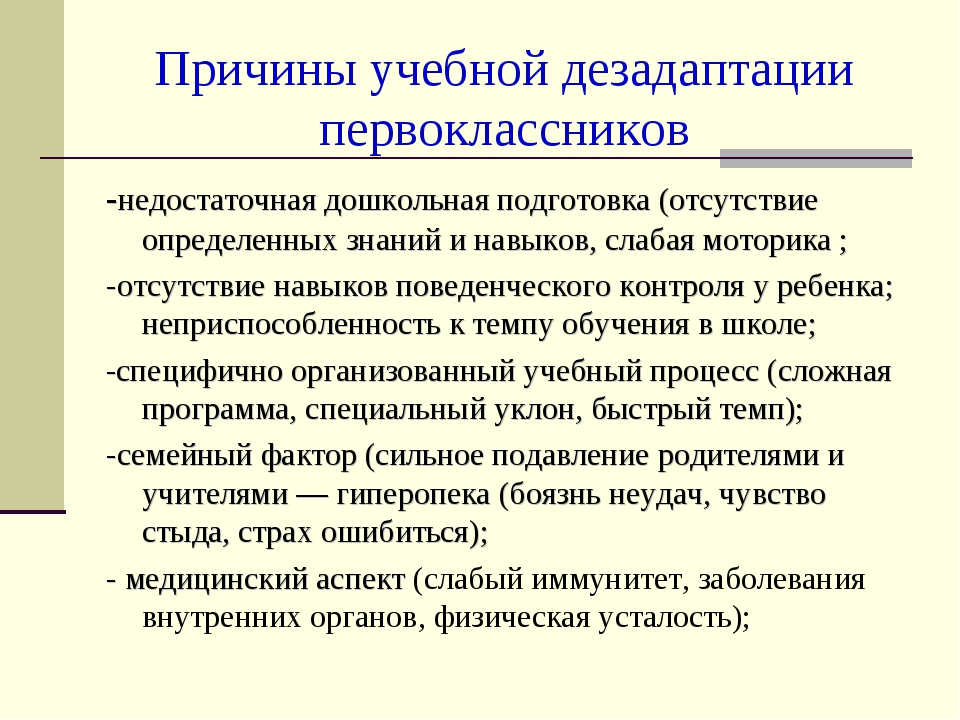 Причины учебной дезадаптации
первоклассников
-недостаточная дошкольная подготовка (отсутствие
определенных знаний и навыков, слабая моторика ;
-отсутствие навыков поведенческого контроля у ребенка;
неприспособленность к темпу обучения в школе;
-специфично организованный учебный процесс (сложная
программа, специальный уклон, быстрый темп);
-семейный фактор (сильное подавление родителями и
учителями — гиперопека (боязнь неудач, чувство
стыда, страх ошибиться);
- медицинский аспект (слабый иммунитет, заболевания
внутренних органов, физическая усталость);